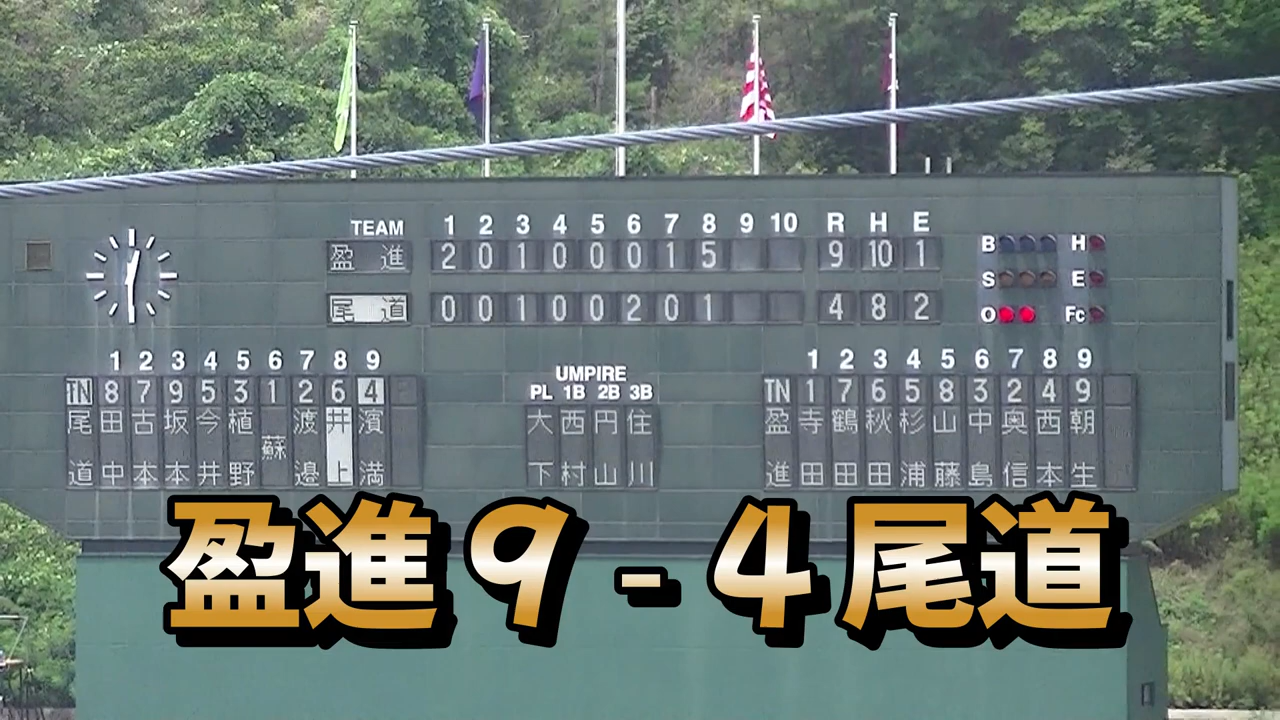 TEAM 1 2 3 4 5 6 7 8 9 10 R H E
盈進 2 0 1 0 0 0 1 5 9 10 1
尾道 0 0 1 0 0 2 0 1 4 8 2
B H
S E
O Fc
1 2 3 4 5 6 7 8 9
IN 8 7 9 5 3 1 2 6 4
尾道 田中 古本 坂本 今井 植野 蘇 渡邉 井上 濱満
UMPIRE
PL 1B 2B 3B
大下 西村 円山 住川
1 2 3 4 5 6 7 8 9
IN 1 7 6 5 8 3 2 4 9
盈進 寺田 鶴田 秋田 杉浦 山藤 中島 奥信 西本 朝生
盈進 9 - 4 尾道